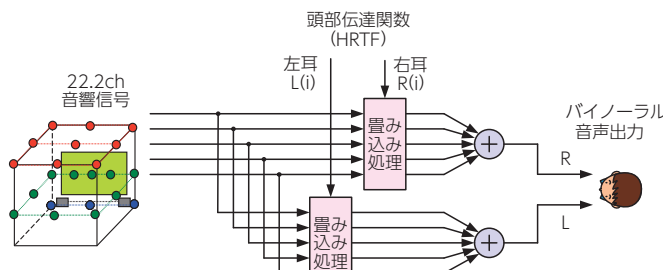 頭部伝達関数
(HRTF)
左耳
L(i)
右耳
R(i)
22.2ch
音響信号
畳み
込み
処理
バイノーラル
音声出力
R
L
畳み
込み
処理